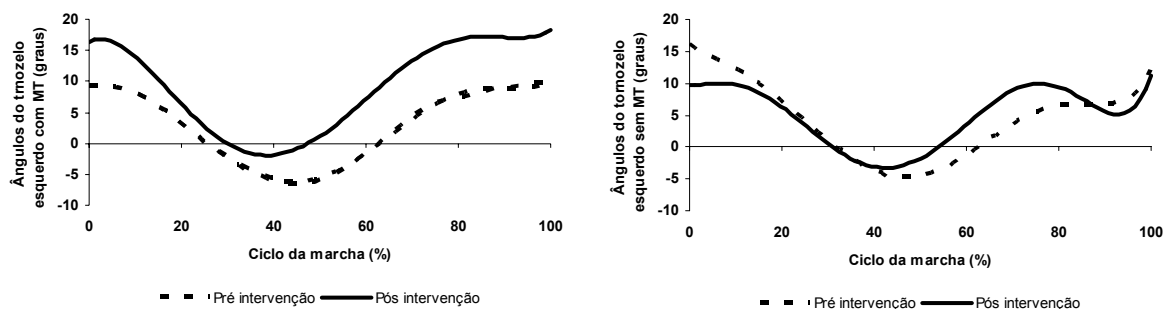 Ângulos do tmozelo
esquerdo com MT (graus)
20
15
10
5
0
-5
-10
0 20 40 60 80 100
Ciclo da marcha (%)
Pré intervenção Pós intervenção
Ângulos do tornozelo
esquerdo sem MT (graus)
20
15
10
5
0
-5
-10
0 20 40 60 80 100
Ciclo da marcha (%)
Pré intervenção Pós intervenção